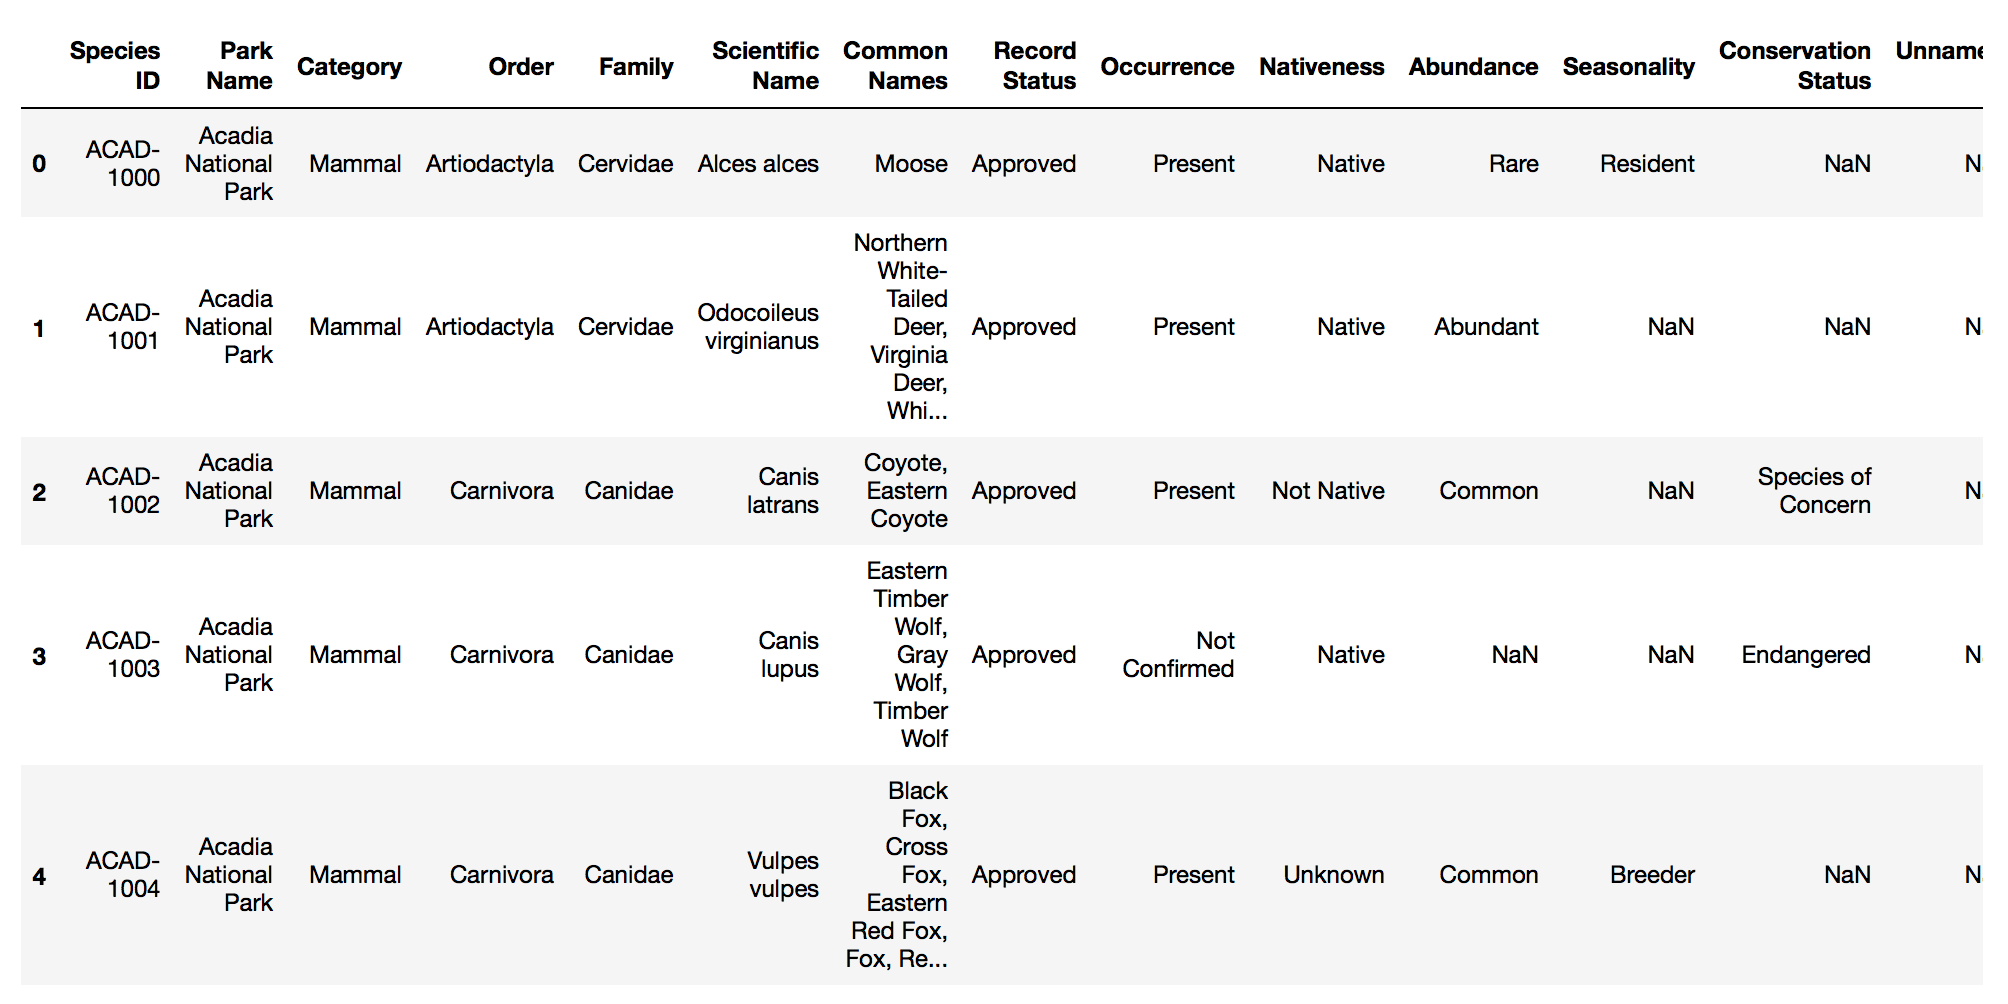 Species ID Park Name Category Order Family Scientific Name Common Names Record Status Occurrence Nativeness Abundance Seasonality Conservation Status
0 ACAD-1000 Acadia National Park Mammal Artiodactyla Cervidae Alces alces Moose Approved Present Native Rare Resident NaN
1 ACAD-1001 Acadia National Park Mammal Artiodactyla Cervidae Odocoileus virginianus Northern White-Tailed Deer, Virginia Deer, Whi... Approved Present Native Abundant NaN NaN
2 ACAD-1002 Acadia National Park Mammal Carnivora Canidae Canis latrans Coyote, Eastern Coyote Approved Present Not Native Common NaN Species of Concern
3 ACAD-1003 Acadia National Park Mammal Carnivora Canidae Canis lupus Eastern Timber Wolf, Gray Wolf, Timber Wolf Approved Not Confirmed Native NaN NaN Endangered
4 ACAD-1004 Acadia National Park Mammal Carnivora Canidae Vulpes vulpes Black Fox, Cross Fox, Eastern Red Fox, Fox, Re... Approved Present Unknown Common Breeder NaN